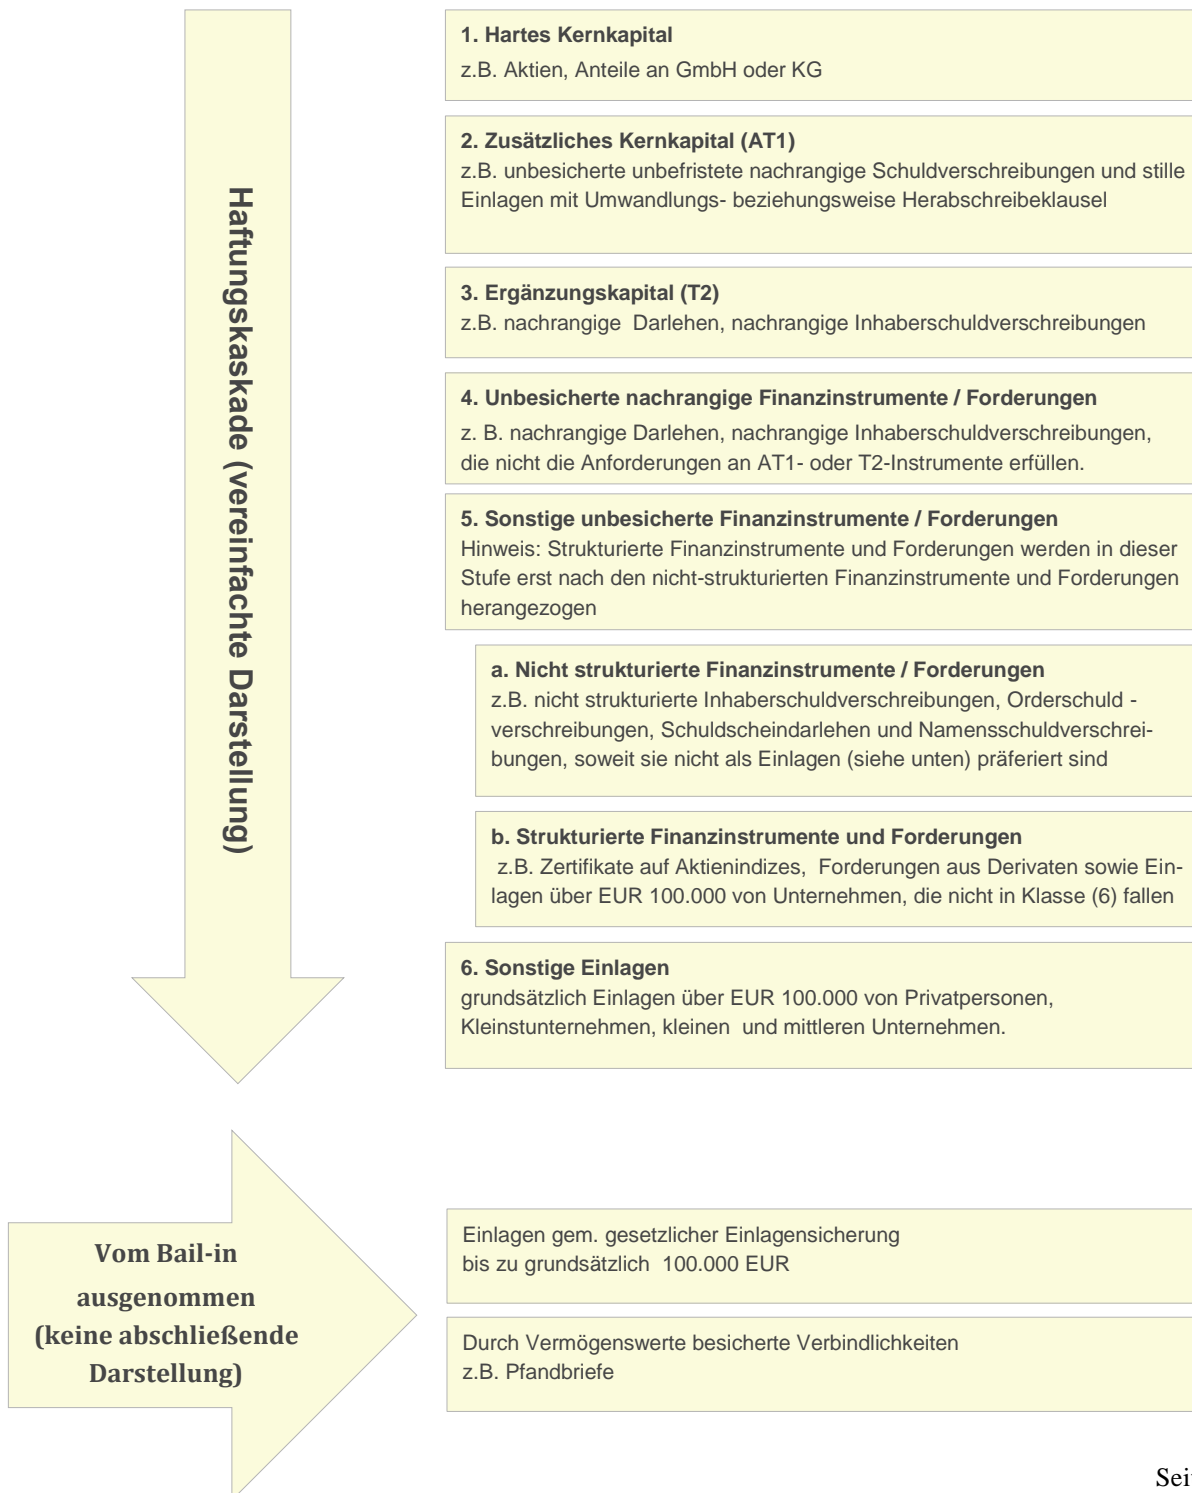 Haftungskaskade (vereinfachte Darstellung)
1. Hartes Kernkapital
z.B. Aktien, Anteile an GmbH oder KG
2. Zusätzliches Kernkapital (AT1)
z.B. unbesicherte unbefristete nachrangige Schuldverschreibungen und stille
Einlagen mit Umwandlungs- beziehungsweise Herabschreibeklausel
3. Ergänzungskapital (T2)
z.B. nachrangige Darlehen, nachrangige Inhaberschuldverschreibungen
4. Unbesicherte nachrangige Finanzinstrumente / Forderungen
z. B. nachrangige Darlehen, nachrangige Inhaberschuldverschreibungen,
die nicht die Anforderungen an AT1- oder T2-Instrumente erfüllen.
5. Sonstige unbesicherte Finanzinstrumente / Forderungen
Hinweis: Strukturierte Finanzinstrumente und Forderungen werden in dieser
Stufe erst nach den nicht-strukturierten Finanzinstrumente und Forderungen
herangezogen
a. Nicht strukturierte Finanzinstrumente / Forderungen
z.B. nicht strukturierte Inhaberschuldverschreibungen, Orderschuld -
verschreibungen, Schuldscheindarlehen und Namensschuldverschrei-
bungen, soweit sie nicht als Einlagen (siehe unten) präferiert sind
b. Strukturierte Finanzinstrumente und Forderungen
z.B. Zertifikate auf Aktienindizes, Forderungen aus Derivaten sowie Ein-
lagen über EUR 100.000 von Unternehmen, die nicht in Klasse (6) fallen
6. Sonstige Einlagen
grundsätzlich Einlagen über EUR 100.000 von Privatpersonen,
Kleinstunternehmen, kleinen und mittleren Unternehmen.
Vom Bail-in
ausgenommen
(keine abschließende
Darstellung)
Einlagen gem. gesetzlicher Einlagensicherung
bis zu grundsätzlich 100.000 EUR
Durch Vermögenswerte besicherte Verbindlichkeiten
z.B. Pfandbriefe